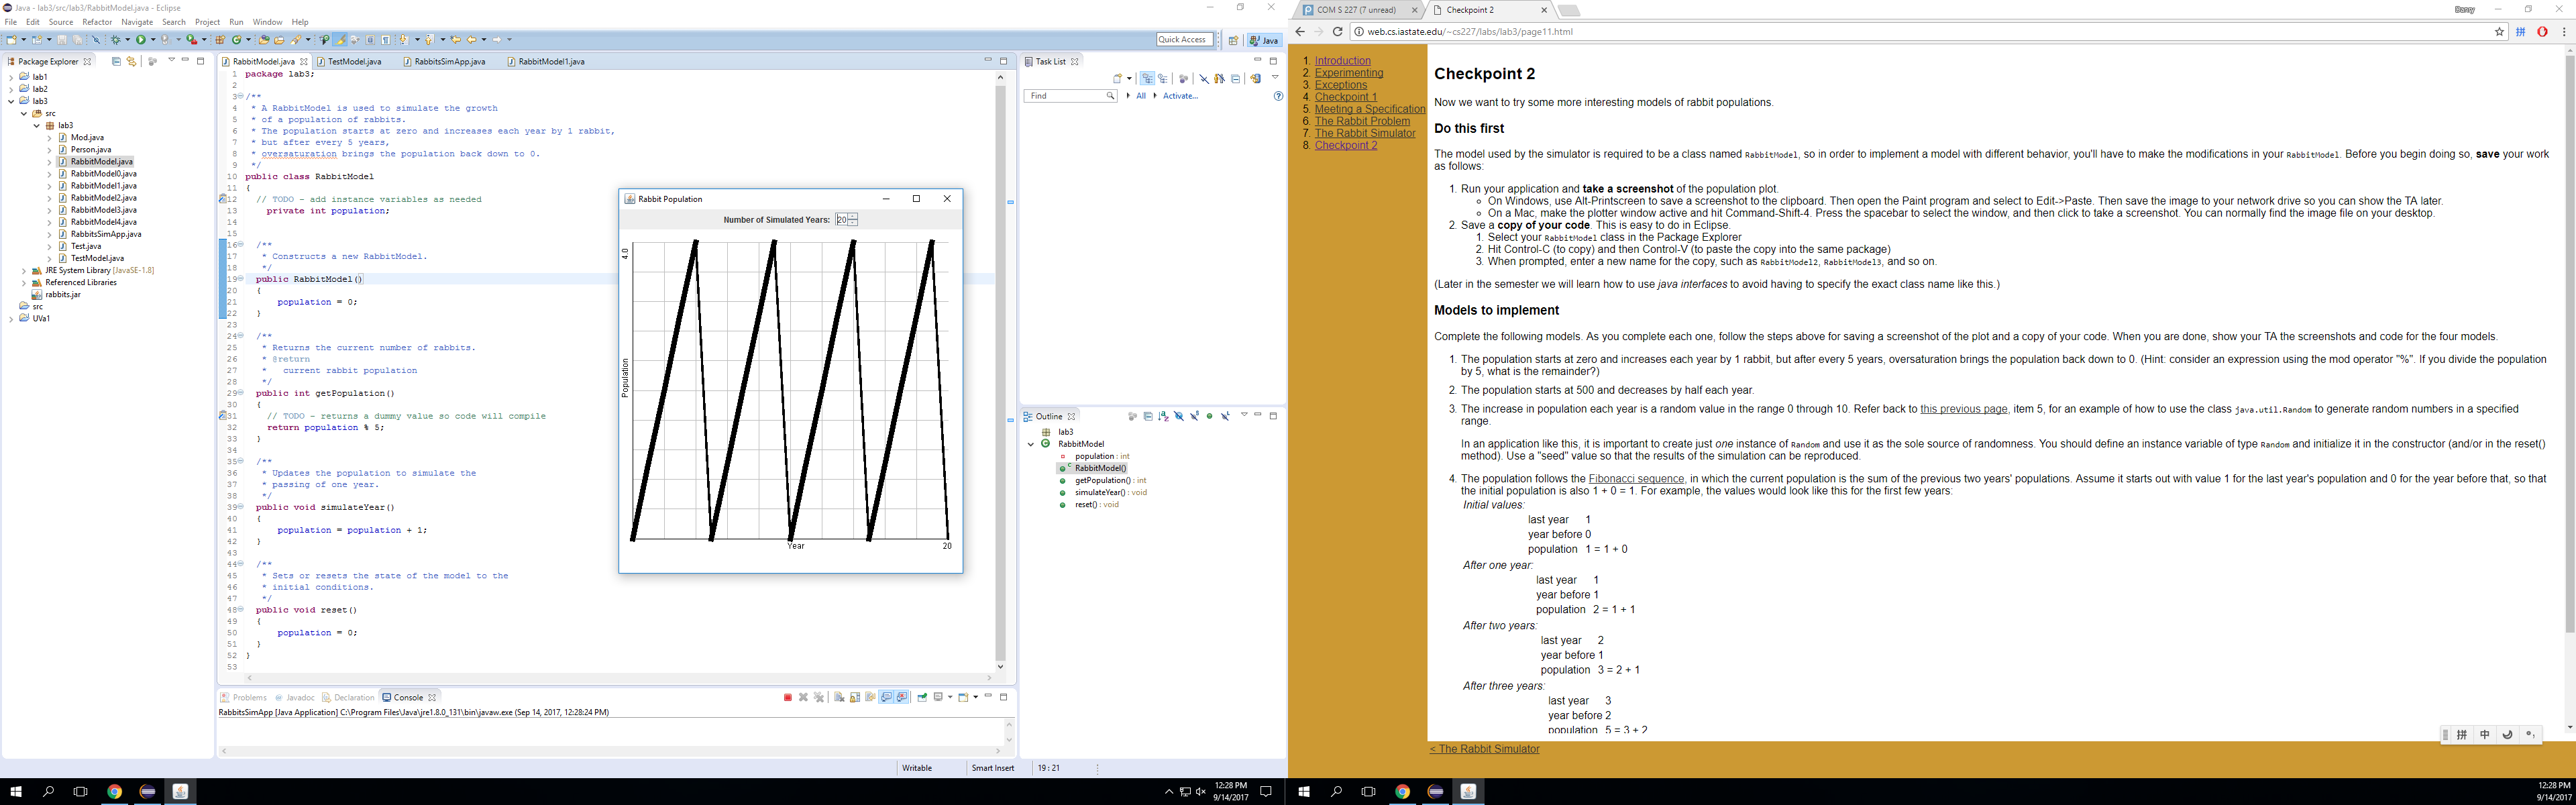 Java - lab3/src/lab3/RabbitModel.java - Eclipse
File Edit Source Refactor Navigate Search Project Run Window Help
Quick Access
Java
Package Explorer
lab1
lab2
lab3
src
lab3
Mod.java
Person.java
RabbitModel.java
RabbitModel0.java
RabbitModel1.java
RabbitModel2.java
RabbitModel3.java
RabbitModel4.java
RabbitsSimApp.java
Test.java
TestModel.java
JRE System Library [JavaSE-1.8]
Referenced Libraries
rabbits.jar
src
UVa1
RabbitModel.java TestModel.java RabbitsSimApp.java RabbitModel1.java
1 package lab3;
2
3 /**
4 * A RabbitModel is used to simulate the growth
5 * of a population of rabbits.
6 * The population starts at zero and increases each year by 1 rabbit,
7 * but after every 5 years,
8 * oversaturation brings the population back down to 0.
9 */
10 public class RabbitModel
11 {
12 // TODO - add instance variables as needed
13 private int population;
14
15
16 /**
17 * Constructs a new RabbitModel.
18 */
19 public RabbitModel()
20 {
21 population = 0;
22 }
23
24 /**
25 * Returns the current number of rabbits.
26 * @return
27 * current rabbit population
28 */
29 public int getPopulation()
30 {
31 // TODO - returns a dummy value so code will compile
32 return population % 5;
33 }
34
35 /**
36 * Updates the population to simulate the
37 * passing of one year.
38 */
39 public void simulateYear()
40 {
41 population = population + 1;
42 }
43
44 /**
45 * Sets or resets the state of the model to the
46 * initial conditions.
47 */
48 public void reset()
49 {
50 population = 0;
51 }
52 }
53
Rabbit Population
Number of Simulated Years: 20
4.0
Population
Year
20
Problems Javadoc Declaration Console
RabbitsSimApp [Java Application] C:\Program Files\Java\jre1.8.0_131\bin\javaw.exe (Sep 14, 2017, 12:28:24 PM)
Task List
Find All Activate...
Outline
lab3
RabbitModel
population : int
RabbitModel()
getPopulation() : int
simulateYear() : void
reset() : void
Writable Smart Insert 19 : 21
12:28 PM
9/14/2017
COM S 227 (7 unread) Checkpoint 2
Darcy
web.cs.iastate.edu/~cs227/labs/lab3/page11.html
1. Introduction
2. Experimenting
3. Exceptions
4. Checkpoint 1
5. Meeting a Specification
6. The Rabbit Problem
7. The Rabbit Simulator
8. Checkpoint 2
Checkpoint 2
Now we want to try some more interesting models of rabbit populations.
Do this first
The model used by the simulator is required to be a class named RabbitModel, so in order to implement a model with different behavior, you'll have to make the modifications in your RabbitModel. Before you begin doing so, save your work
as follows:
1. Run your application and take a screenshot of the population plot.
On Windows, use Alt-Printscreen to save a screenshot to the clipboard. Then open the Paint program and select to Edit->Paste. Then save the image to your network drive so you can show the TA later.
On a Mac, make the plotter window active and hit Command-Shift-4. Press the spacebar to select the window, and then click to take a screenshot. You can normally find the image file on your desktop.
2. Save a copy of your code. This is easy to do in Eclipse.
1. Select your RabbitModel class in the Package Explorer
2. Hit Control-C (to copy) and then Control-V (to paste the copy into the same package)
3. When prompted, enter a new name for the copy, such as RabbitModel2, RabbitModel3, and so on.
(Later in the semester we will learn how to use java interfaces to avoid having to specify the exact class name like this.)
Models to implement
Complete the following models. As you complete each one, follow the steps above for saving a screenshot of the plot and a copy of your code. When you are done, show your TA the screenshots and code for the four models.
1. The population starts at zero and increases each year by 1 rabbit, but after every 5 years, oversaturation brings the population back down to 0. (Hint: consider an expression using the mod operator "%". If you divide the population
by 5, what is the remainder?)
2. The population starts at 500 and decreases by half each year.
3. The increase in population each year is a random value in the range 0 through 10. Refer back to this previous page, item 5, for an example of how to use the class java.util.Random to generate random numbers in a specified
range.
In an application like this, it is important to create just one instance of Random and use it as the sole source of randomness. You should define an instance variable of type Random and initialize it in the constructor (and/or in the reset()
method). Use a "seed" value so that the results of the simulation can be reproduced.
4. The population follows the Fibonacci sequence, in which the current population is the sum of the previous two years' populations. Assume it starts out with value 1 for the last year's population and 0 for the year before that, so that
the initial population is also 1 + 0 = 1. For example, the values would look like this for the first few years:
Initial values:
last year 1
year before 0
population 1 = 1 + 0
After one year:
last year 1
year before 1
population 2 = 1 + 1
After two years:
last year 2
year before 1
population 3 = 2 + 1
After three years:
last year 3
year before 2
population 5 = 3 + 2
拼 中
< The Rabbit Simulator
12:28 PM
9/14/2017